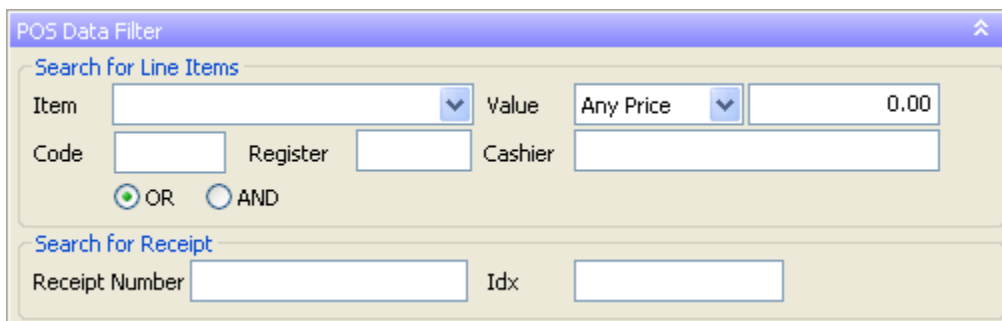 POS Data Filter
Search for Line Items
Item Value Any Price 0.00
Code Register Cashier
OR AND
Search for Receipt
Receipt Number Idx